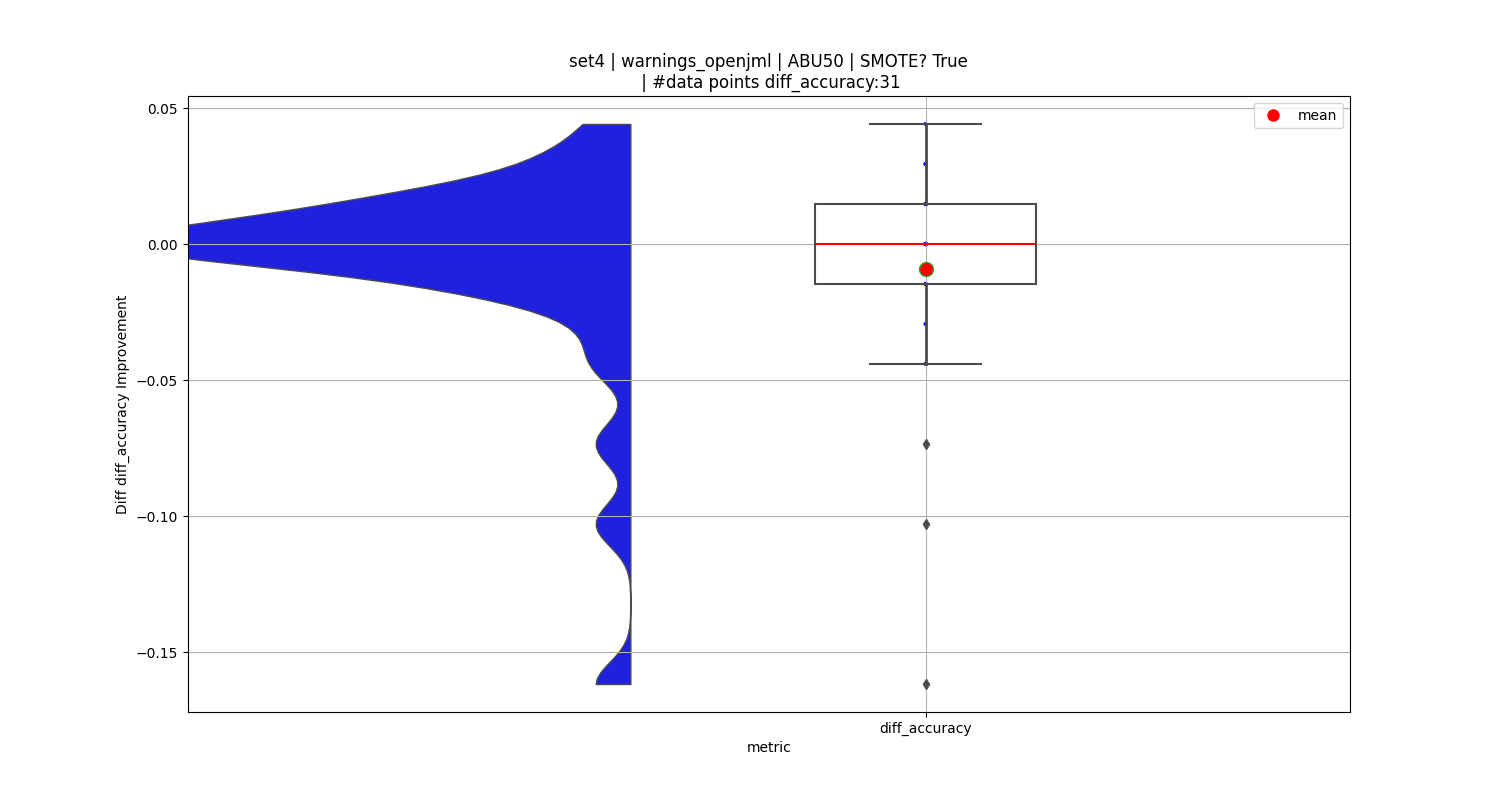 set4 | warnings_openjml | ABU50 | SMOTE? True
| #data points diff_accuracy:31
mean
0.05
0.00
−0.05
−0.10
−0.15
Diff diff_accuracy Improvement
diff_accuracy
metric